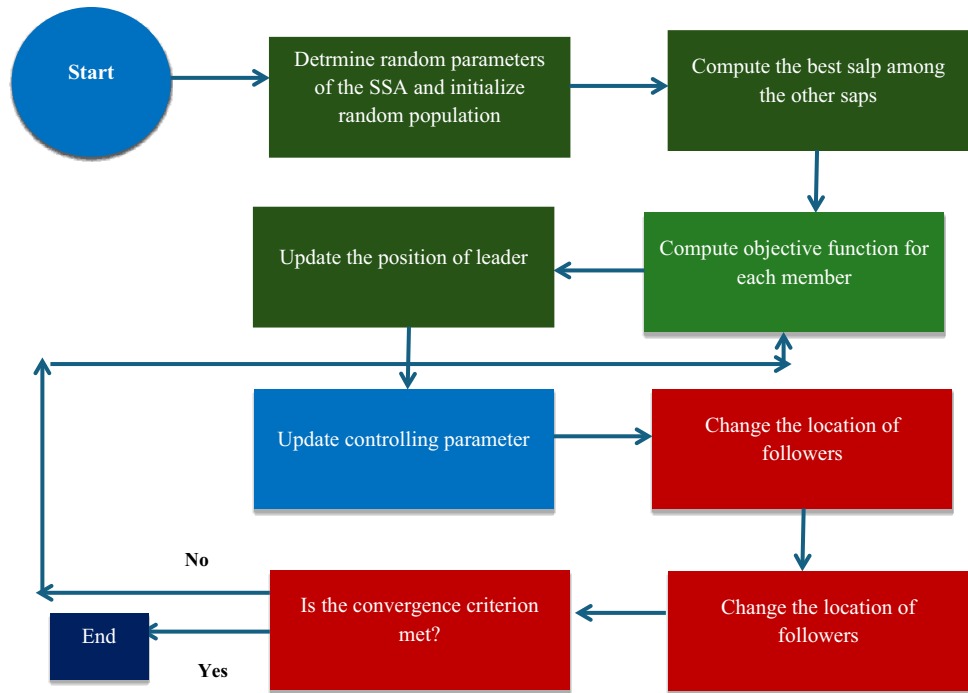 Start
Detrmine random parameters
of the SSA and initialize
random population
Compute the best salp among
the other saps
Compute objective function for
each member
Update the position of leader
Update controlling parameter
Change the location of
followers
Change the location of
followers
Is the convergence criterion
met?
No
Yes
End